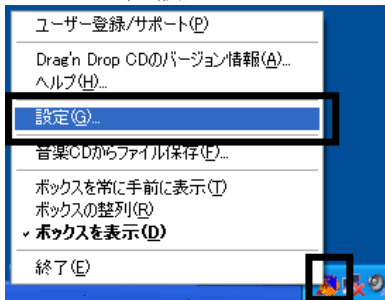 ユーザー登録/サポート(P)
Drag'n Drop CDのバージョン情報(A)...
ヘルプ(H)...
設定(G)...
音楽CDからファイル保存(F)...
ボックスを常に手前に表示(T)
ボックスの整列(R)
ボックスを表示(D)
終了(E)